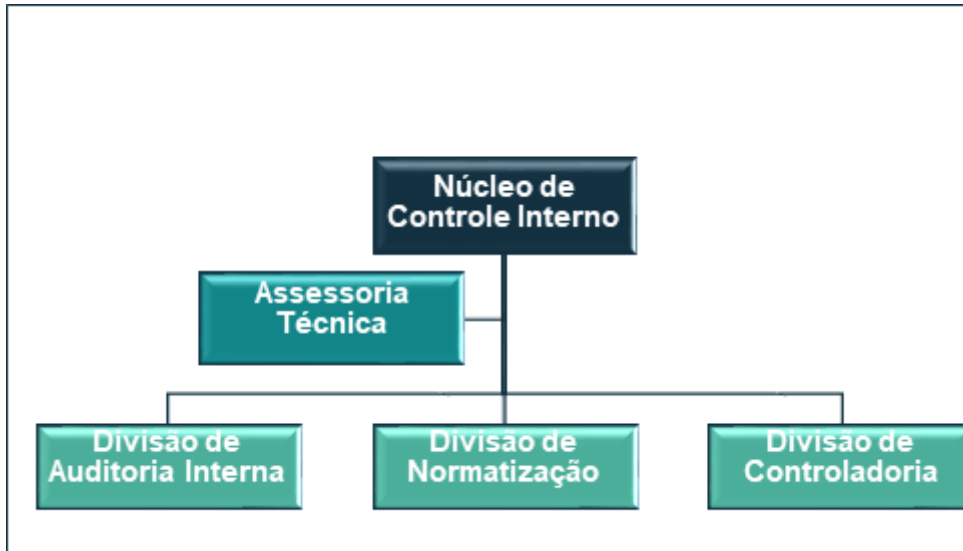 Núcleo de
Controle Interno
Assessoria
Técnica
Divisão de
Auditoria Interna
Divisão de
Normatização
Divisão de
Controladoria